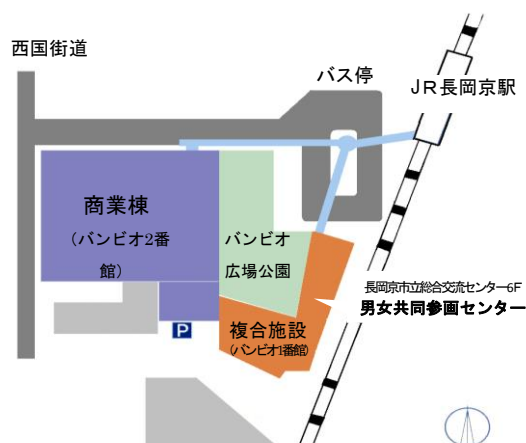 西国街道
バス停
JR長岡京駅
商業棟
(バンビオ2番
館)
バンビオ
広場公園
長岡京市立総合交流センター6F
男女共同参画センター
複合施設
(バンビオ1番館)
P